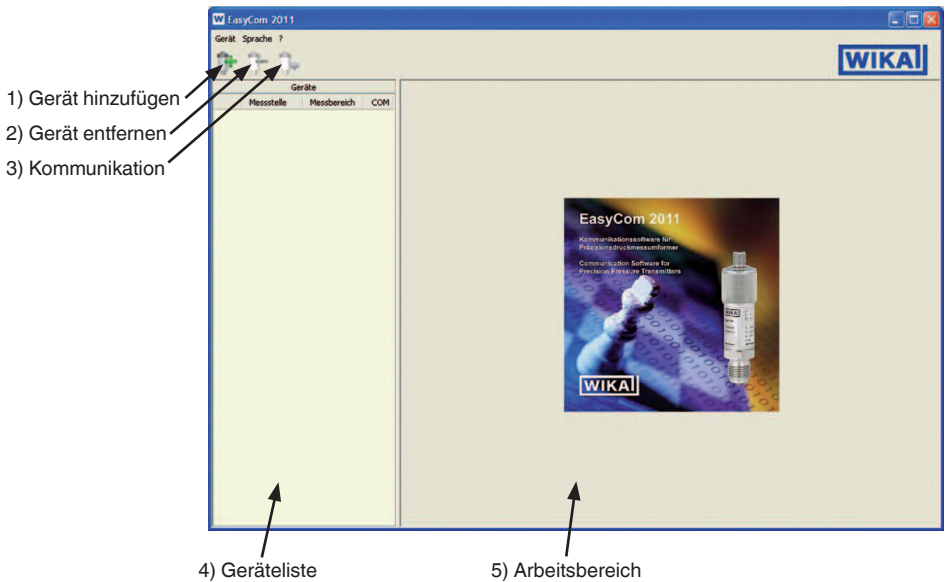 EasyCom 2011
Gerät Sprache ?
WIKA
1) Gerät hinzufügen
2) Gerät entfernen
3) Kommunikation
Geräte
Messstelle Messbereich COM
EasyCom 2011
Kommunikationssoftware für
Präzisionsdruckmessumformer
Communication Software for
Precision Pressure Transmitters
WIKA
WIKA
4) Geräteliste
5) Arbeitsbereich